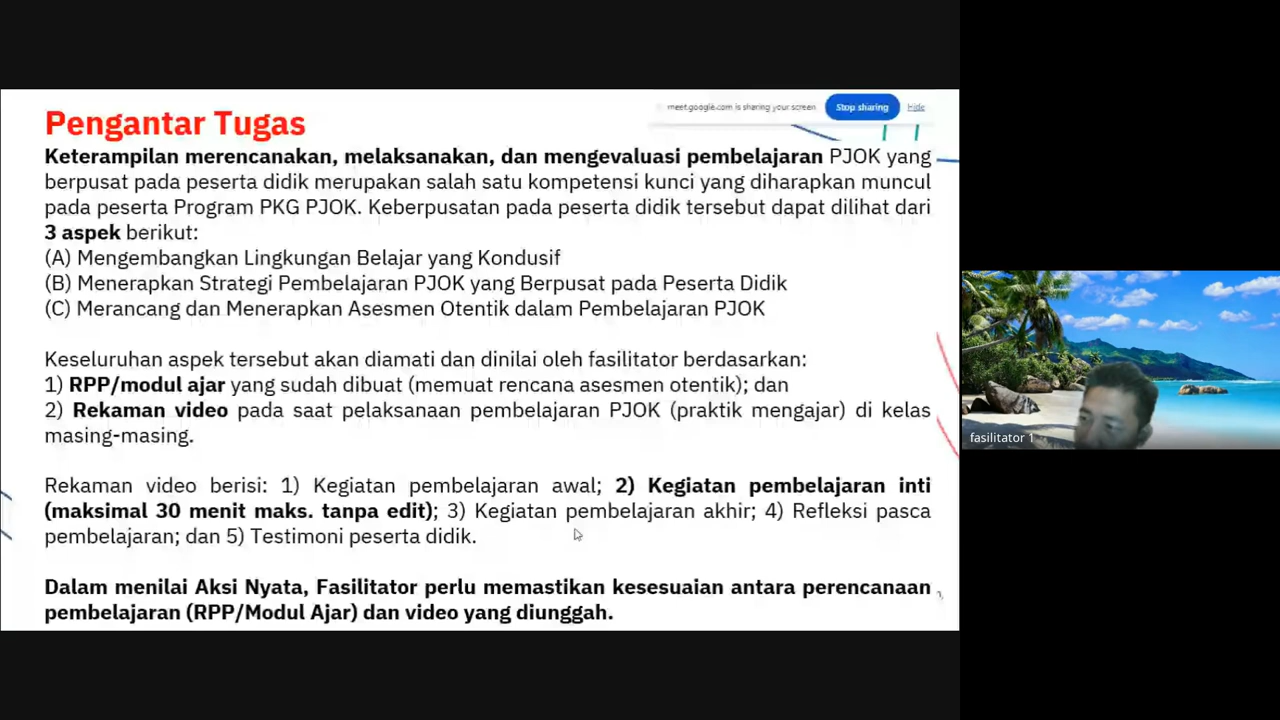 Pengantar Tugas
meet.google.com is sharing your screen
Stop sharing
Hide
Keterampilan merencanakan, melaksanakan, dan mengevaluasi pembelajaran PJOK yang
berpusat pada peserta didik merupakan salah satu kompetensi kunci yang diharapkan muncul
pada peserta Program PKG PJOK. Keberpusatan pada peserta didik tersebut dapat dilihat dari
3 aspek berikut:
(A) Mengembangkan Lingkungan Belajar yang Kondusif
(B) Menerapkan Strategi Pembelajaran PJOK yang Berpusat pada Peserta Didik
(C) Merancang dan Menerapkan Asesmen Otentik dalam Pembelajaran PJOK
Keseluruhan aspek tersebut akan diamati dan dinilai oleh fasilitator berdasarkan:
1) RPP/modul ajar yang sudah dibuat (memuat rencana asesmen otentik); dan
2) Rekaman video pada saat pelaksanaan pembelajaran PJOK (praktik mengajar) di kelas
masing-masing.
Rekaman video berisi: 1) Kegiatan pembelajaran awal; 2) Kegiatan pembelajaran inti
(maksimal 30 menit maks. tanpa edit); 3) Kegiatan pembelajaran akhir; 4) Refleksi pasca
pembelajaran; dan 5) Testimoni peserta didik.
Dalam menilai Aksi Nyata, Fasilitator perlu memastikan kesesuaian antara perencanaan
pembelajaran (RPP/Modul Ajar) dan video yang diunggah.
fasilitator 1